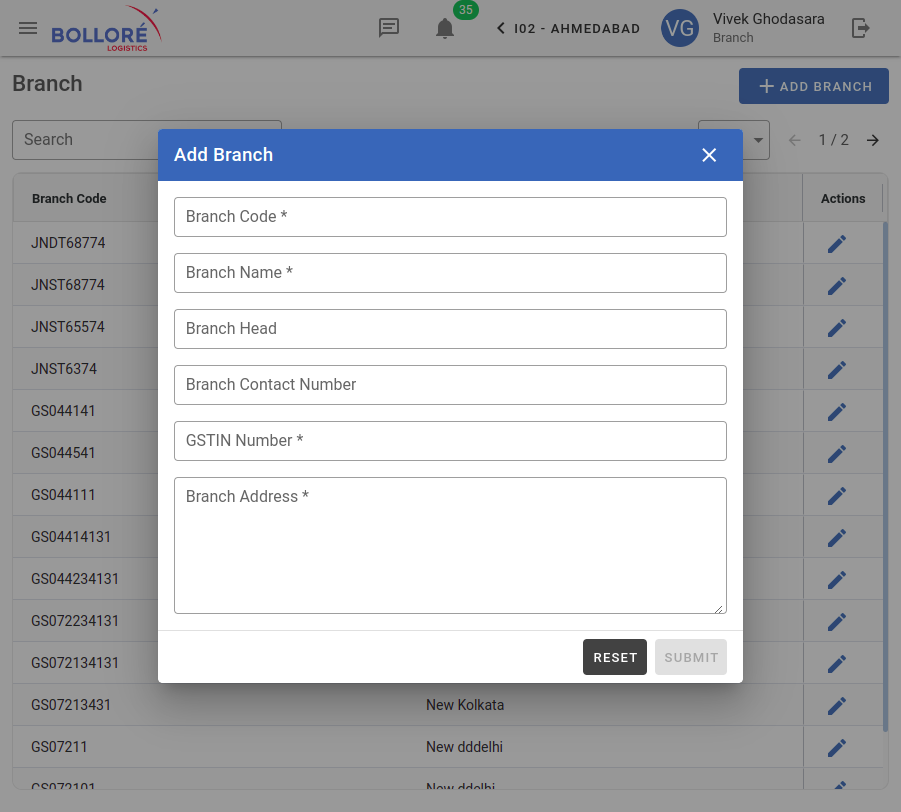 BOLLORÉ
LOGISTICS
35
I02 - AHMEDABAD
VG
Vivek Ghodasara
Branch
Branch
ADD BRANCH
Search
1 / 2
Add Branch
Branch Code
Actions
Branch Code *
Branch Name *
Branch Head
Branch Contact Number
GSTIN Number *
Branch Address *
RESET
SUBMIT
JNDT68774
JNST68774
JNST65574
JNST6374
GS044141
GS044541
GS044111
GS04414131
GS044234131
GS072234131
GS072134131
GS07213431 New Kolkata
GS07211 New dddelhi
GS072101 New ddelhi